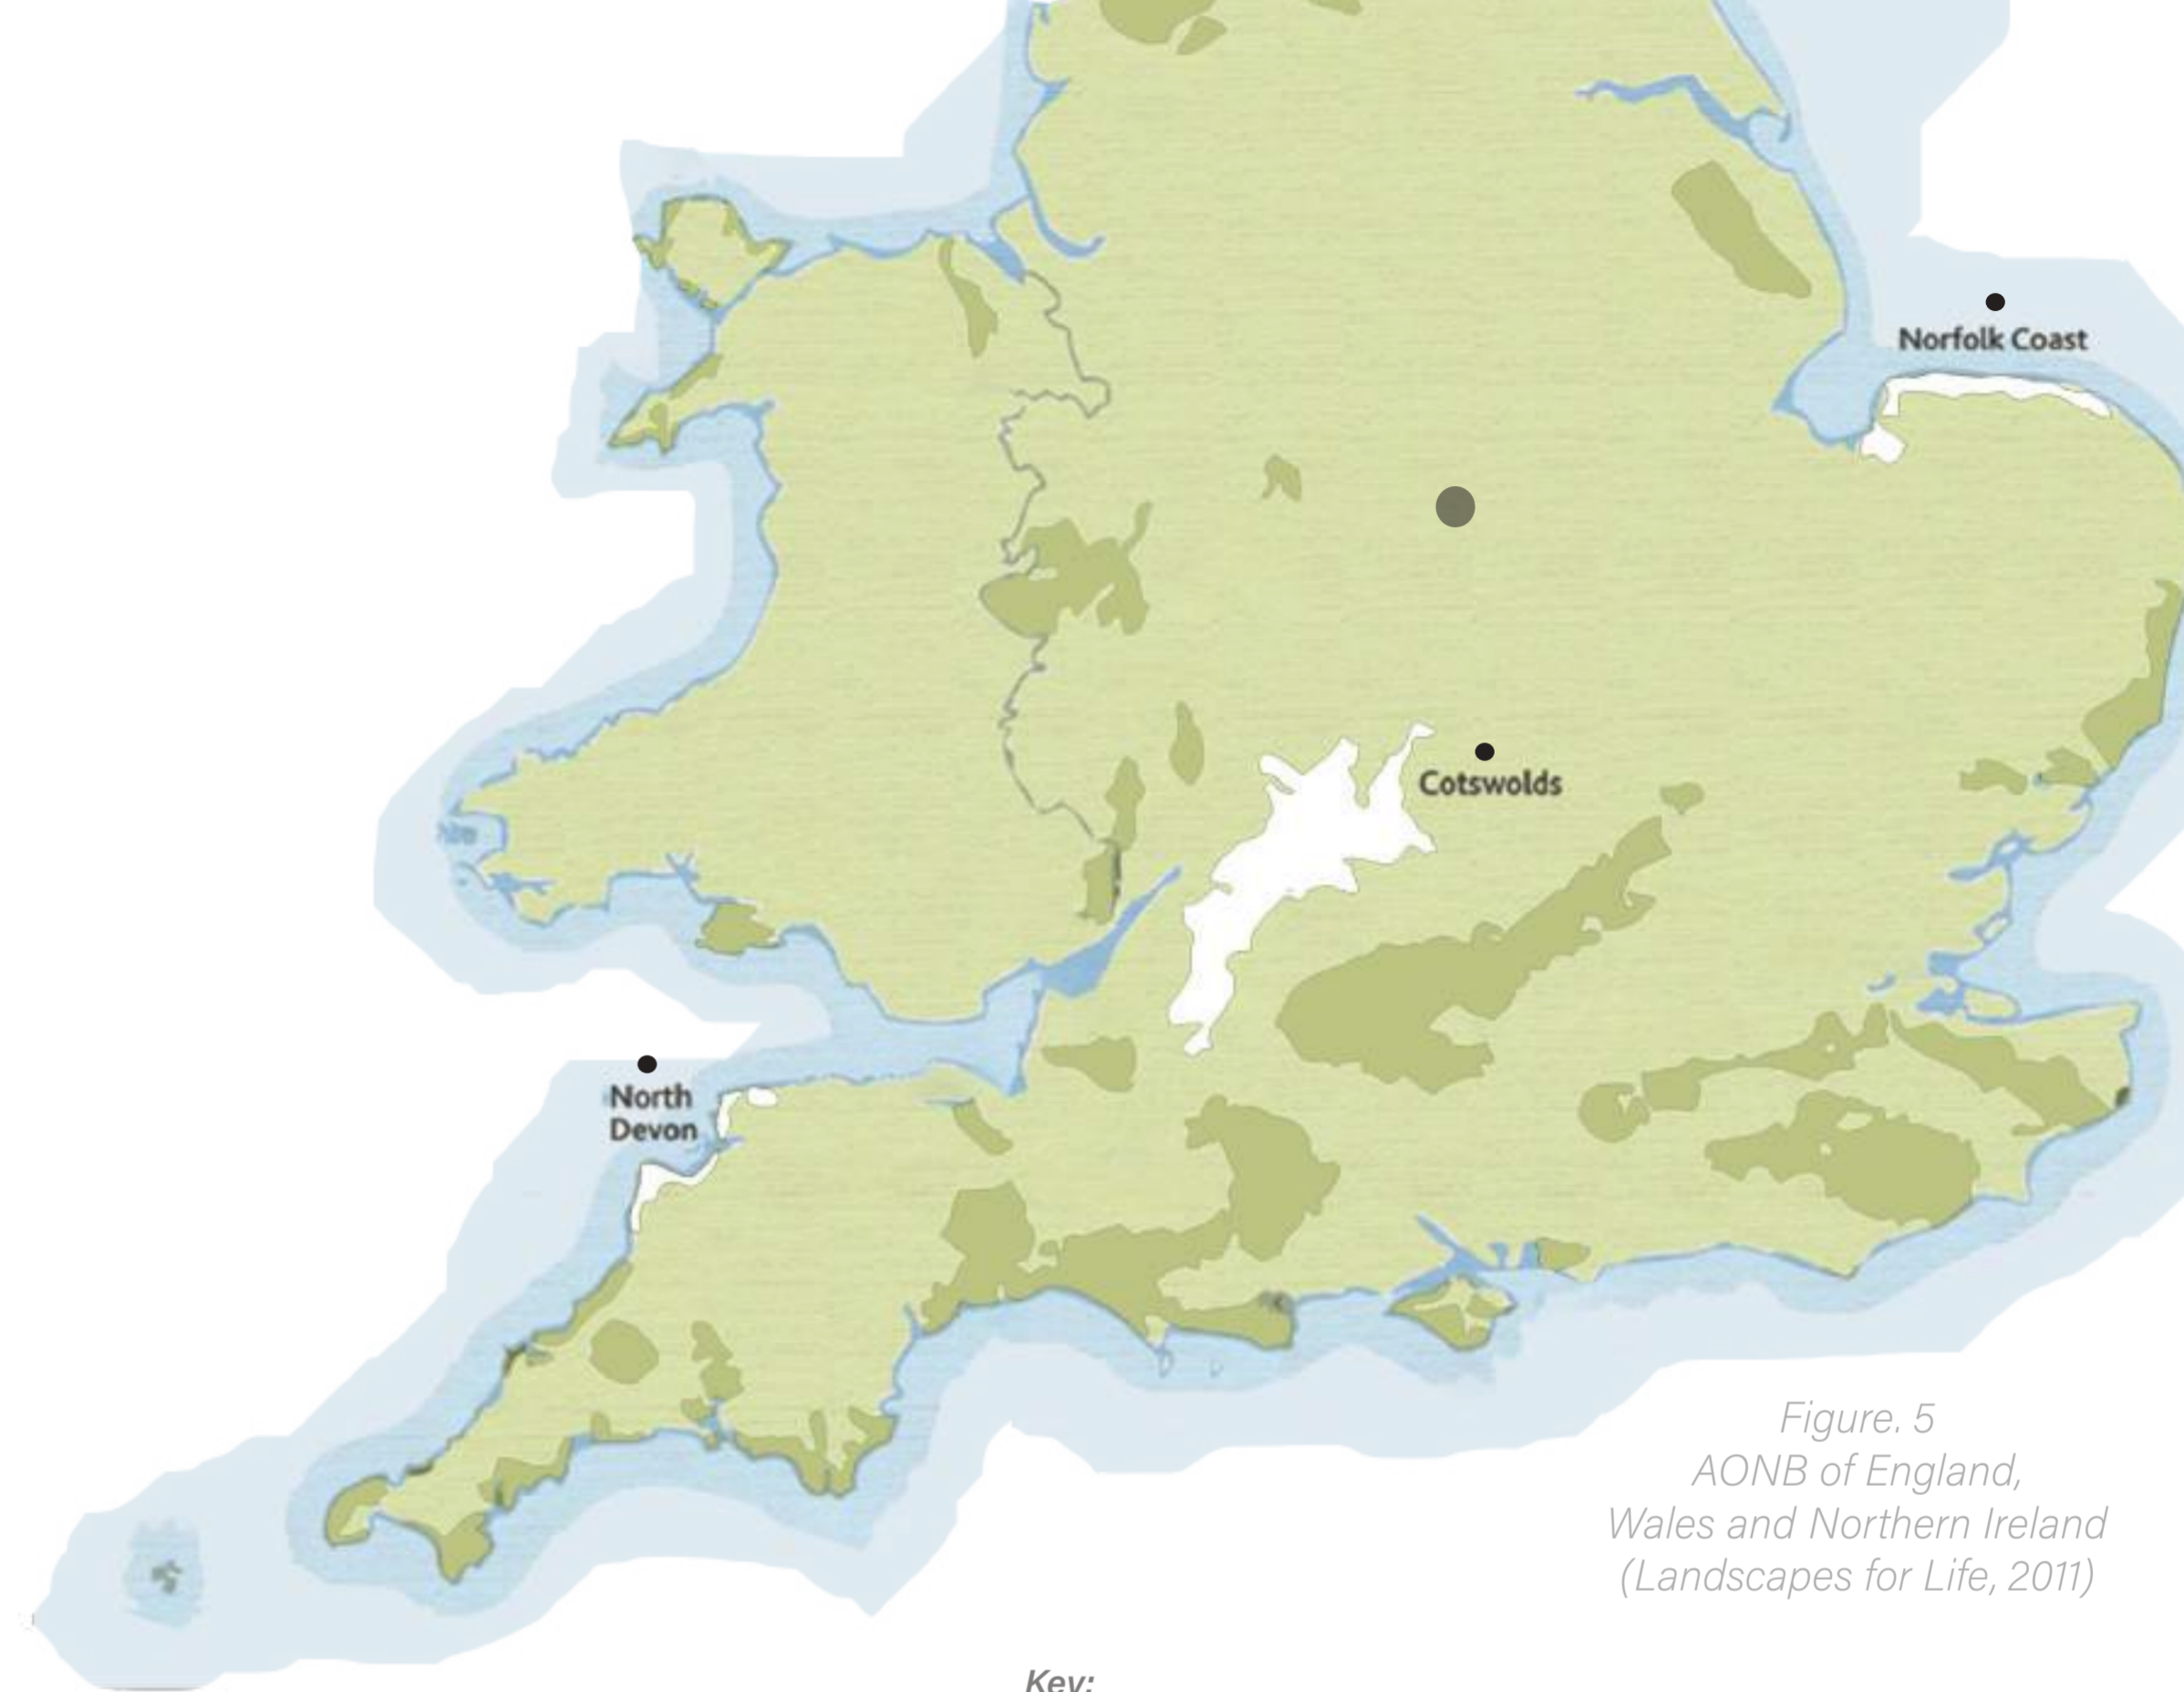 Norfolk Coast
Cotswolds
North
Devon
Figure. 5
AONB of England,
Wales and Northern Ireland
(Landscapes for Life, 2011)
Key: